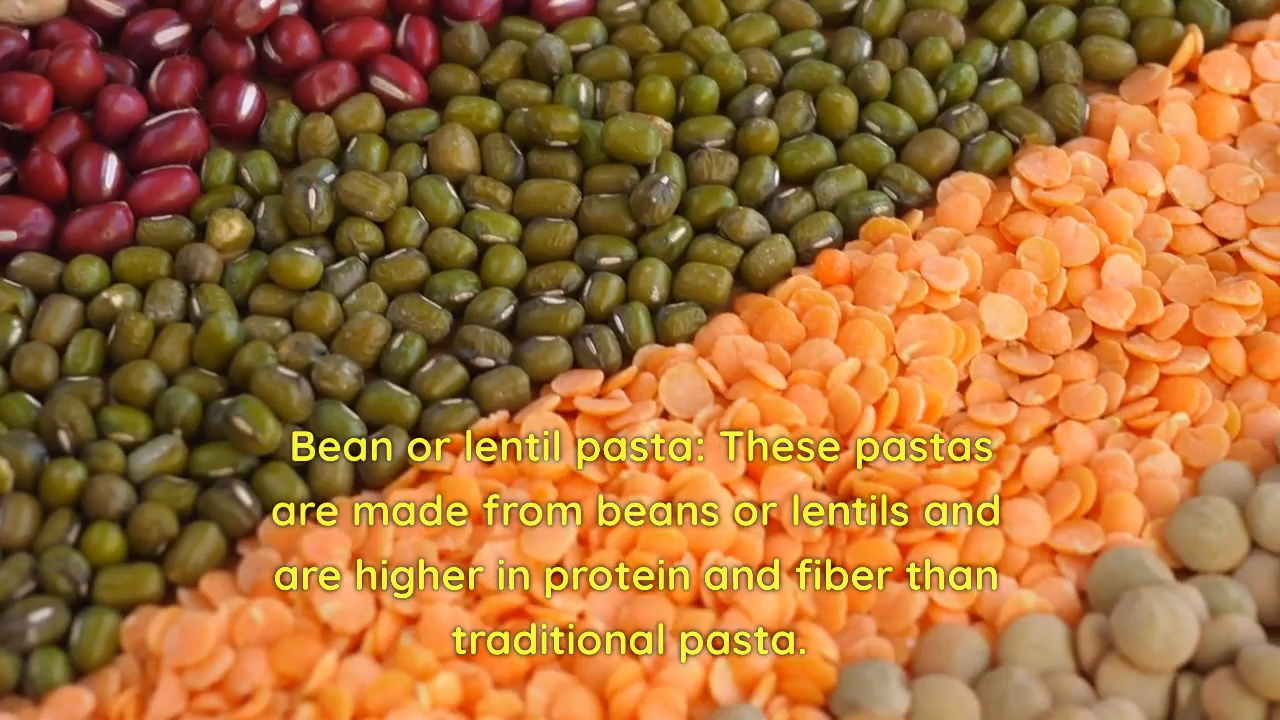 Bean or lentil pasta: These pastas
are made from beans or lentils and
are higher in protein and fiber than
traditional pasta.